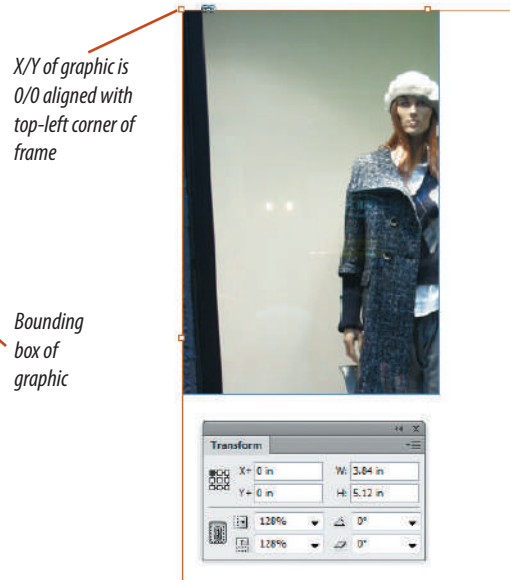 X/Y of graphic is
0/0 aligned with
top-left corner of
frame
Bounding
box of
graphic
Transform
X+ 0 in W: 3.84 in
Y+ 0 in H: 5.12 in
128% 0°
128% 0°